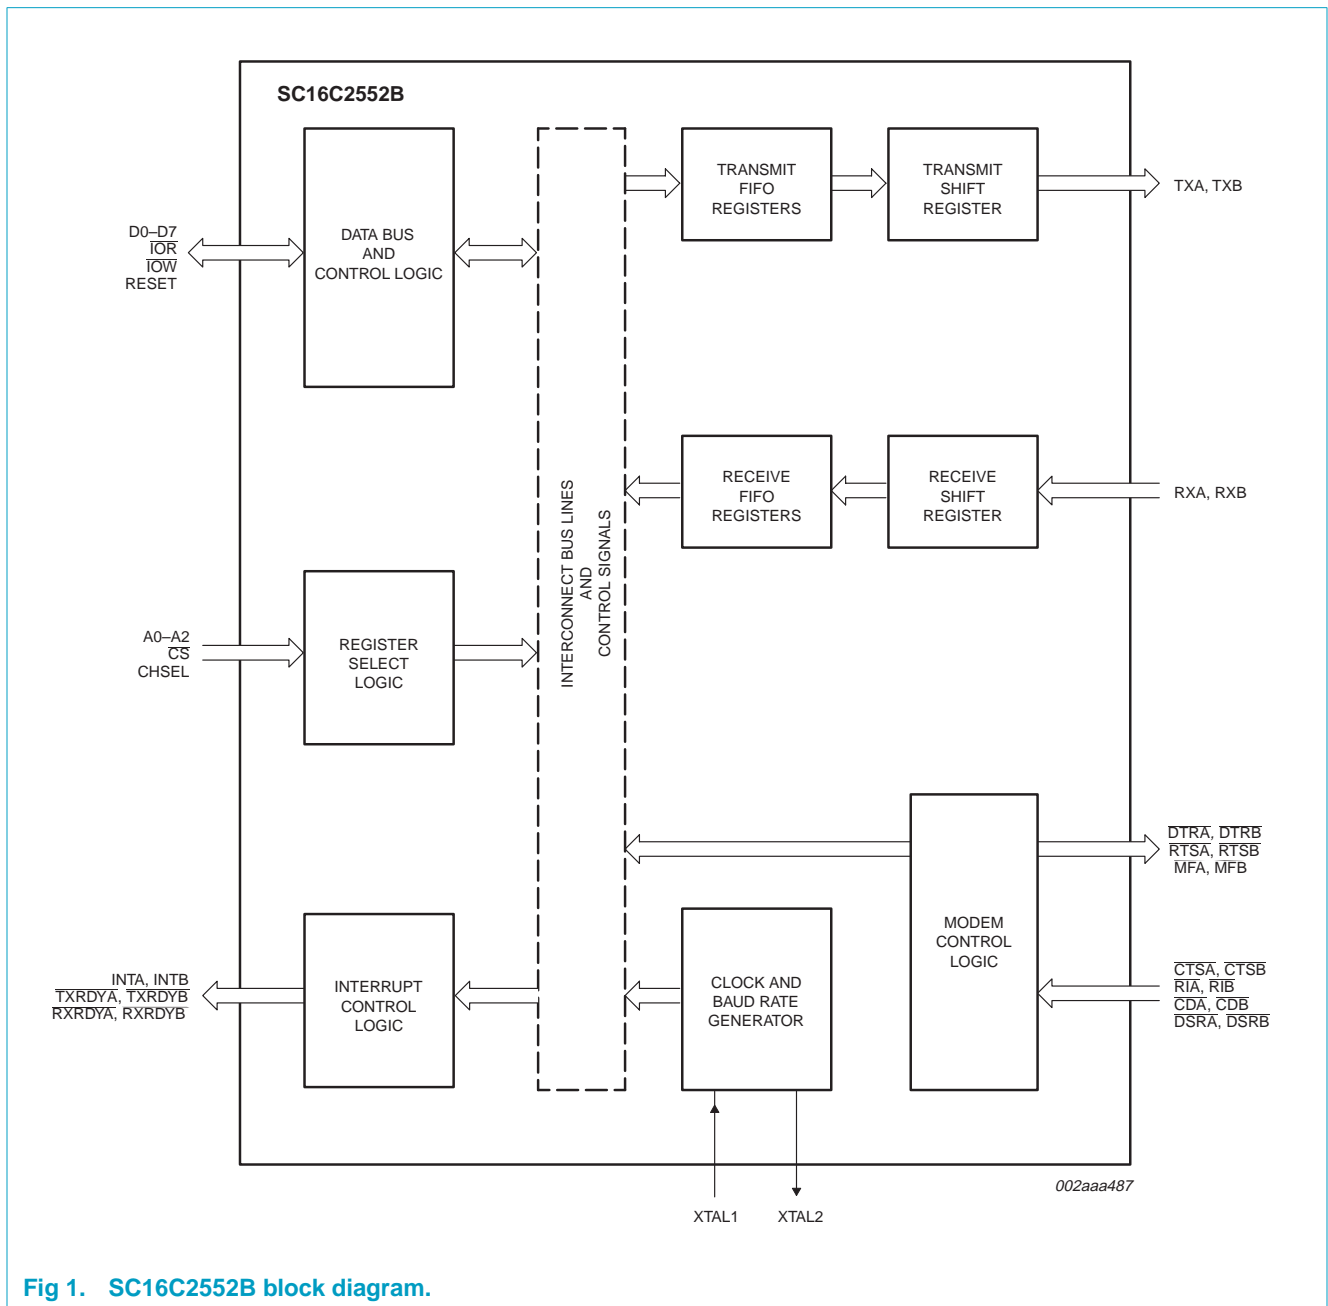 SC16C2552B
D0–D7
IOR
IOW
RESET
DATA BUS
AND
CONTROL LOGIC
A0–A2
CS
CHSEL
REGISTER
SELECT
LOGIC
INTA, INTB
TXRDYA, TXRDYB
RXRDYA, RXRDYB
INTERRUPT
CONTROL
LOGIC
INTERCONNECT BUS LINES
AND
CONTROL SIGNALS
TRANSMIT
FIFO
REGISTERS
TRANSMIT
SHIFT
REGISTER
TXA, TXB
RECEIVE
FIFO
REGISTERS
RECEIVE
SHIFT
REGISTER
RXA, RXB
DTRA, DTRB
RTSA, RTSB
MFA, MFB
MODEM
CONTROL
LOGIC
CLOCK AND
BAUD RATE
GENERATOR
CTSA, CTSB
RIA, RIB
CDA, CDB
DSRA, DSRB
XTAL1
XTAL2
002aaa487
Fig 1. SC16C2552B block diagram.